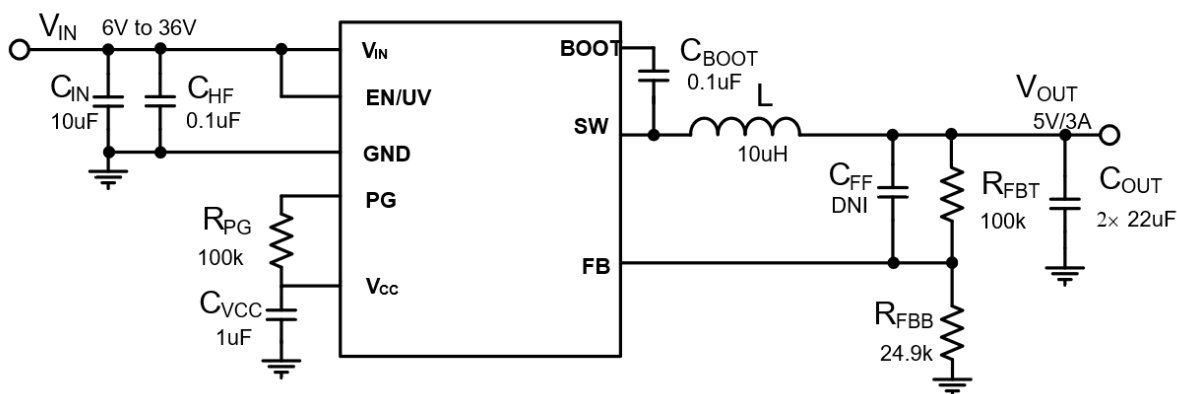 VIN 6V to 36V
CIN
10uF
CHF
0.1uF
VIN
EN/UV
GND
PG
VCC
RPG
100k
CVCC
1uF
BOOT
SW
FB
CBOOT
0.1uF
L
10uH
CFF
DNI
RFBT
100k
RFBB
24.9k
VOUT
5V/3A
COUT
2× 22uF